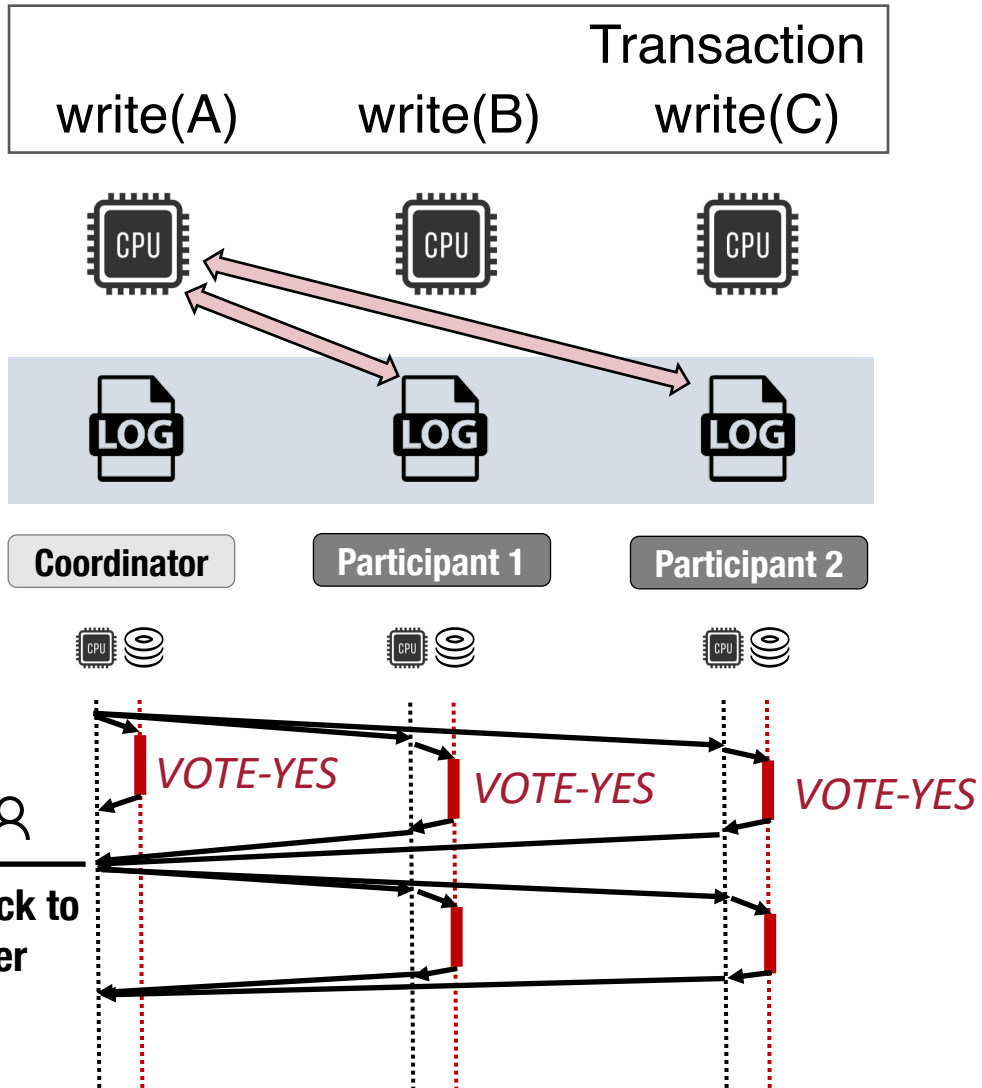 Transaction
write(A) write(B) write(C)
CPU CPU CPU
LOG LOG LOG
Coordinator Participant 1 Participant 2
CPU CPU CPU
VOTE-YES VOTE-YES VOTE-YES
ck to
er